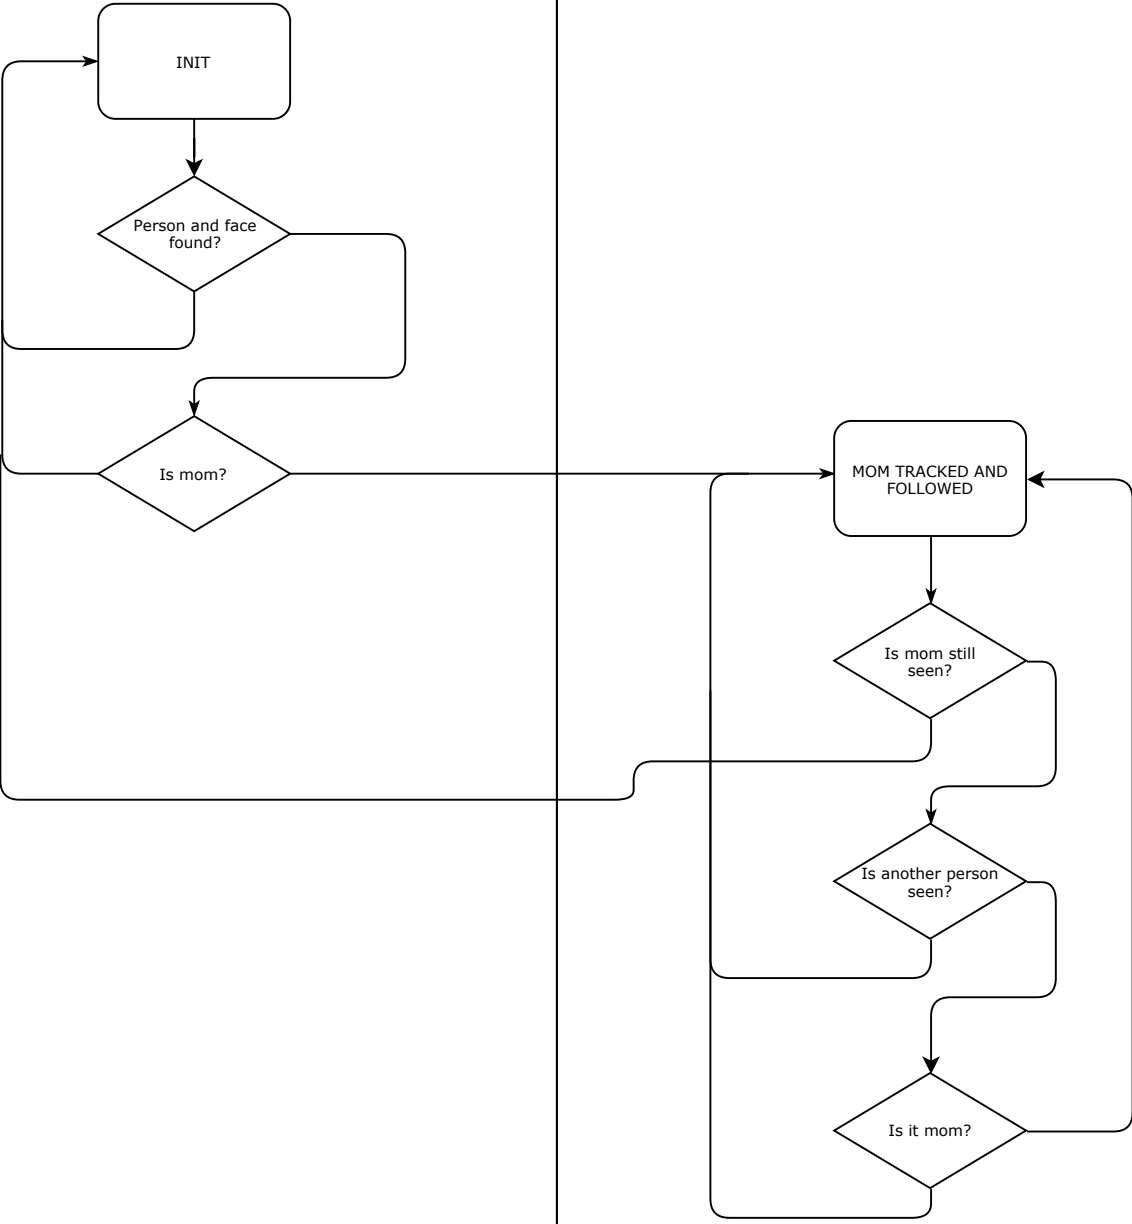 INIT
Person and face
found?
Is mom?
MOM TRACKED AND
FOLLOWED
Is mom still
seen?
Is another person
seen?
Is it mom?